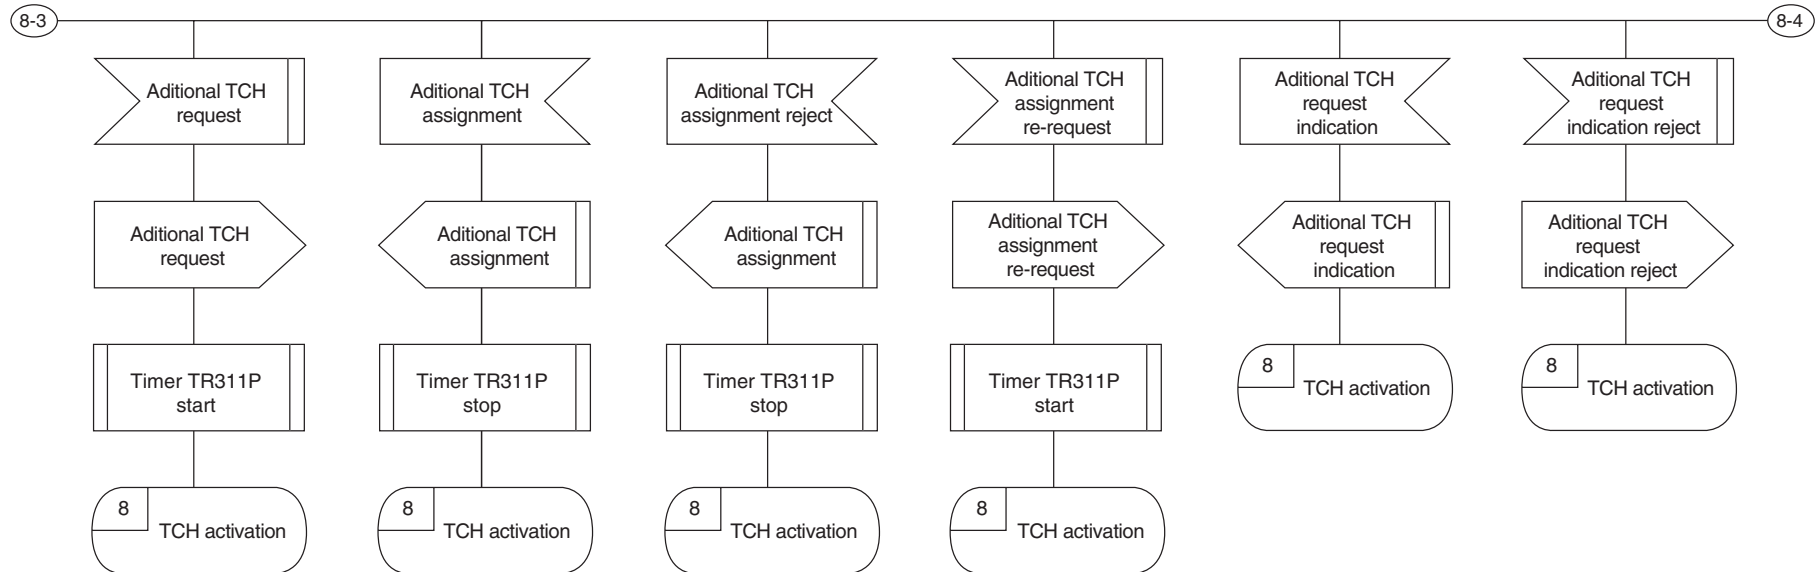 8-3
8-4
Aditional TCH
request
Aditional TCH
assignment
Aditional TCH
assignment reject
Aditional TCH
assignment
re-request
Aditional TCH
request
indication
Aditional TCH
request
indication reject
Aditional TCH
request
Aditional TCH
assignment
Aditional TCH
assignment
Aditional TCH
assignment
re-request
Aditional TCH
request
indication
Aditional TCH
request
indication reject
Timer TR311P
start
Timer TR311P
stop
Timer TR311P
stop
Timer TR311P
start
8
TCH activation
8
TCH activation
8
TCH activation
8
TCH activation
8
TCH activation
8
TCH activation